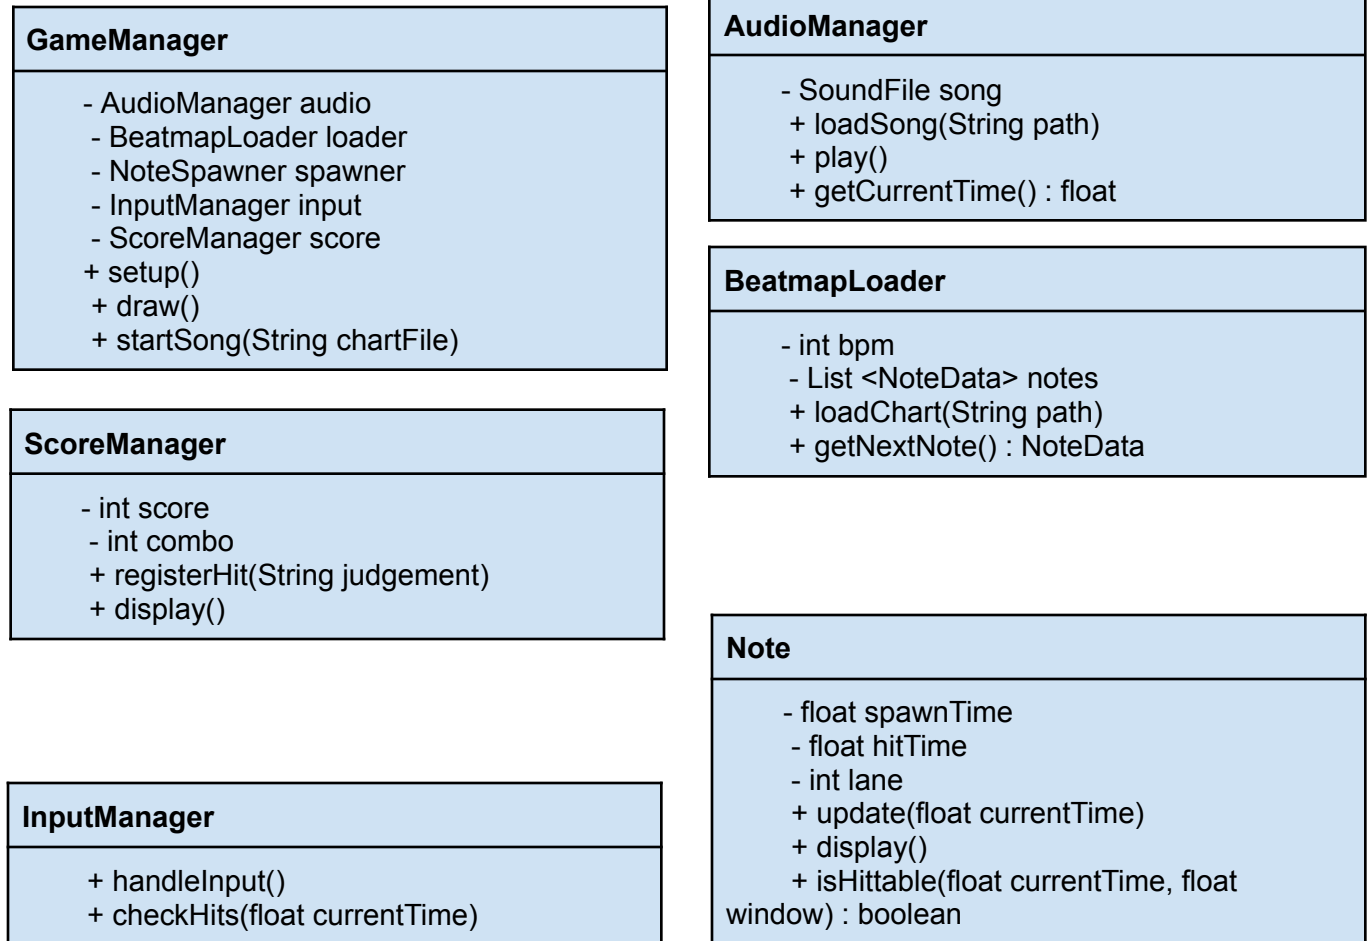 GameManager
- AudioManager audio
- BeatmapLoader loader
- NoteSpawner spawner
- InputManager input
- ScoreManager score
+ setup()
+ draw()
+ startSong(String chartFile)
AudioManager
- SoundFile song
+ loadSong(String path)
+ play()
+ getCurrentTime() : float
BeatmapLoader
- int bpm
- List <NoteData> notes
+ loadChart(String path)
+ getNextNote() : NoteData
ScoreManager
- int score
- int combo
+ registerHit(String judgement)
+ display()
Note
- float spawnTime
- float hitTime
- int lane
+ update(float currentTime)
+ display()
+ isHittable(float currentTime, float
window) : boolean
InputManager
+ handleInput()
+ checkHits(float currentTime)